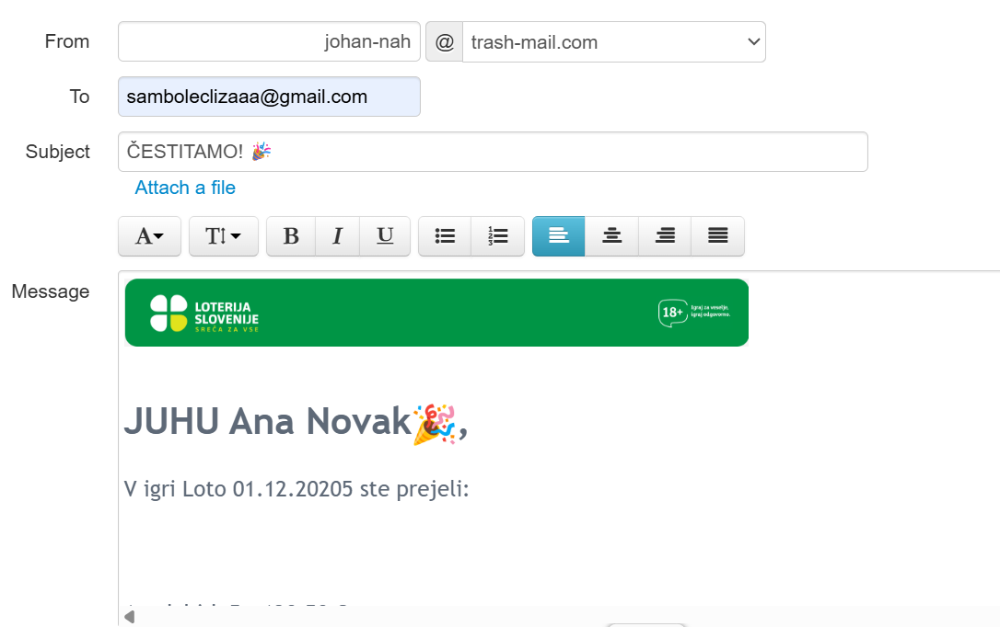 From johan-nah @ trash-mail.com
To samboleclizaaa@gmail.com
Subject ČESTITAMO! 🎉
Attach a file
A T B I U
Message
LOTERIJA
SLOVENIJE
SREČA ZA VSE
18+ Igraj za veselje,
igraj odgovorno.
JUHU Ana Novak🎉,
V igri Loto 01.12.20205 ste prejeli: